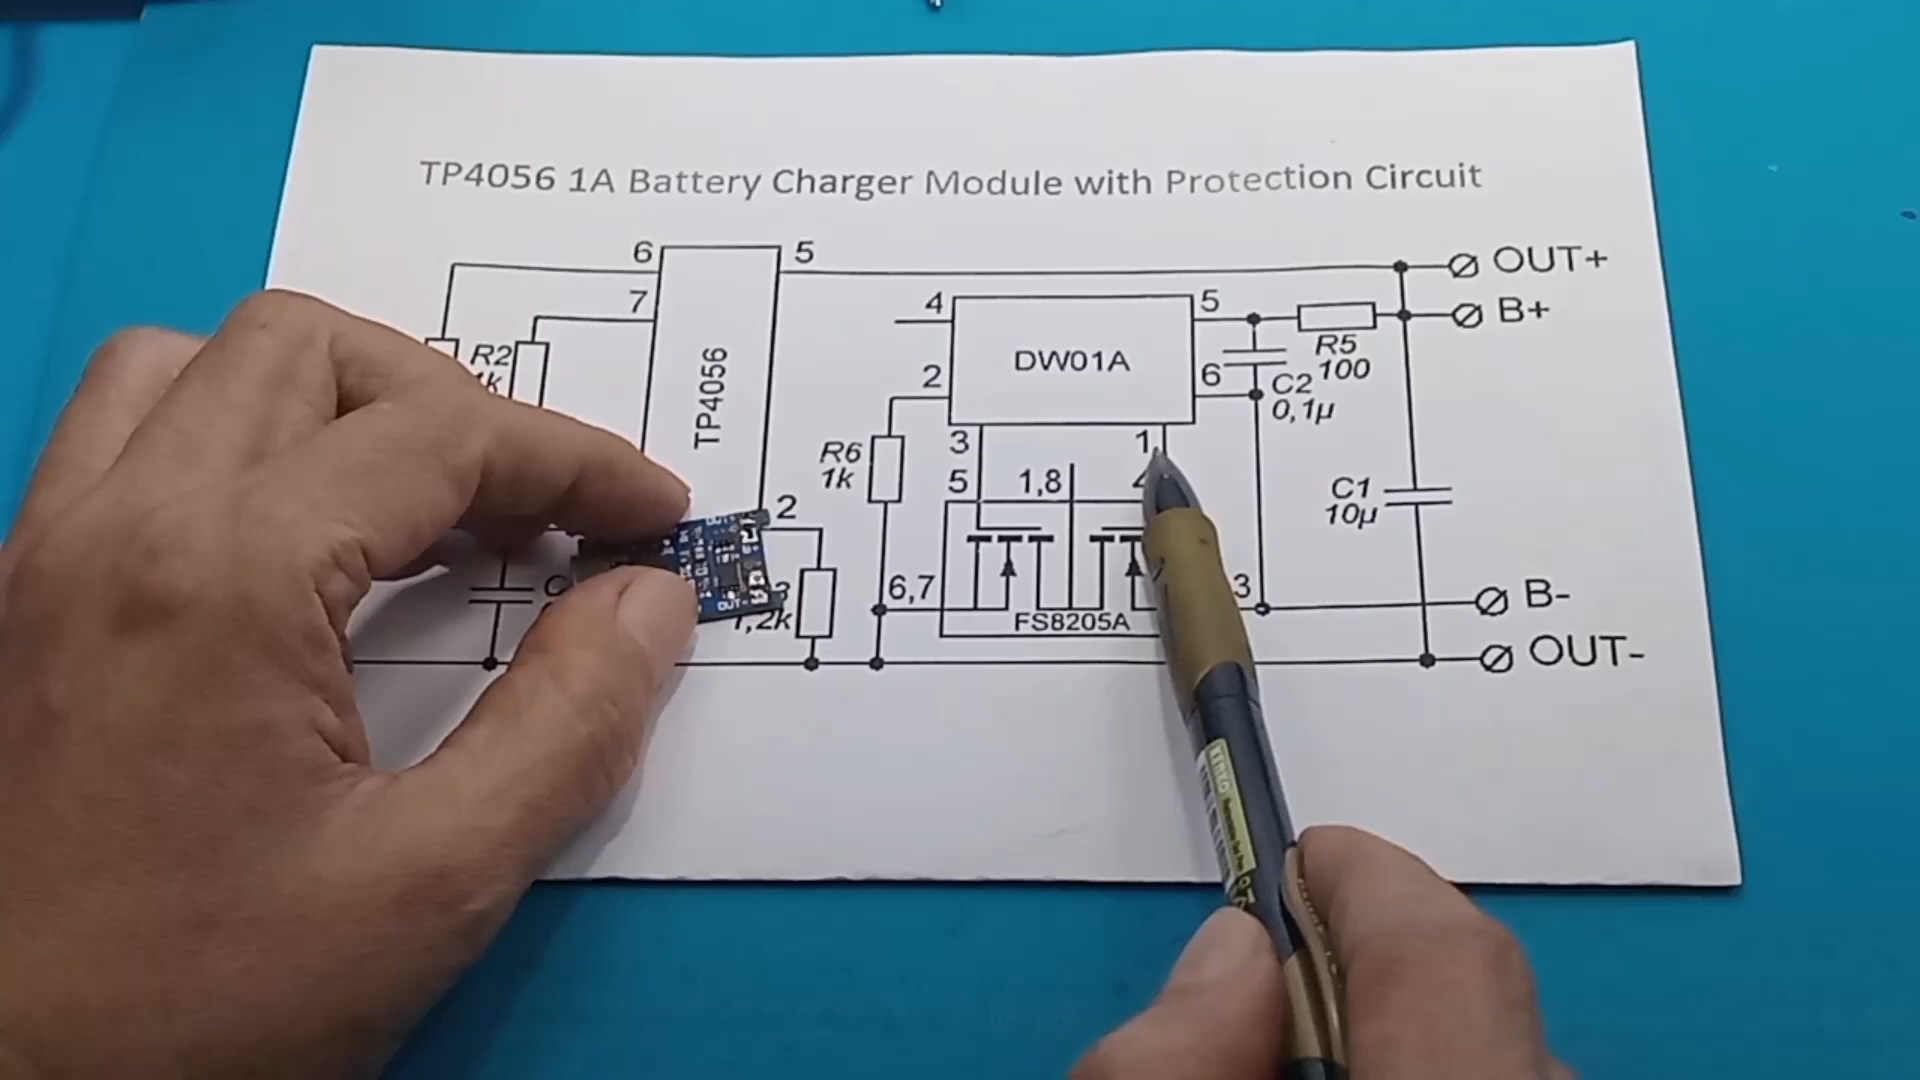 TP4056 1A Battery Charger Module with Protection Circuit
6
5
OUT+
7
4
5
B+
R2
1k
TP4056
DW01A
R5
100
2
6
C2
0,1µ
3
1
R6
1k
5
1,8
4
C1
10µ
2
C
6,7
3
B-
FS8205A
1,2k
OUT-
OUT-